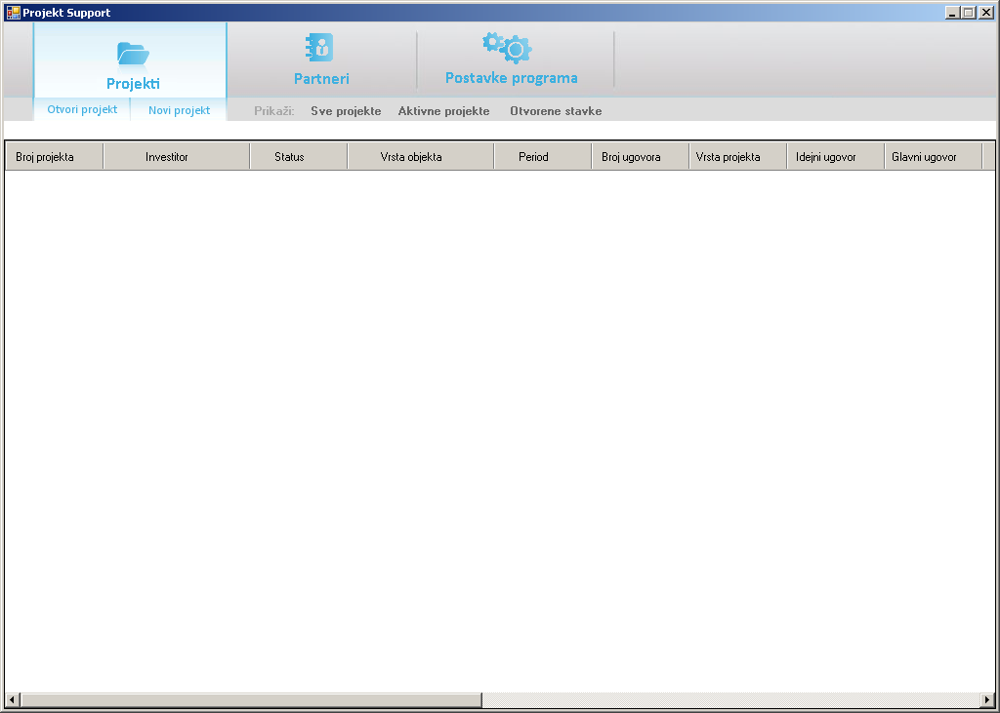 Projekt Support
Projekti
Partneri
Postavke programa
Otvori projekt Novi projekt Prikaži: Sve projekte Aktivne projekte Otvorene stavke
Broj projekta Investitor Status Vrsta objekta Period Broj ugovora Vrsta projekta Idejni ugovor Glavni ugovor